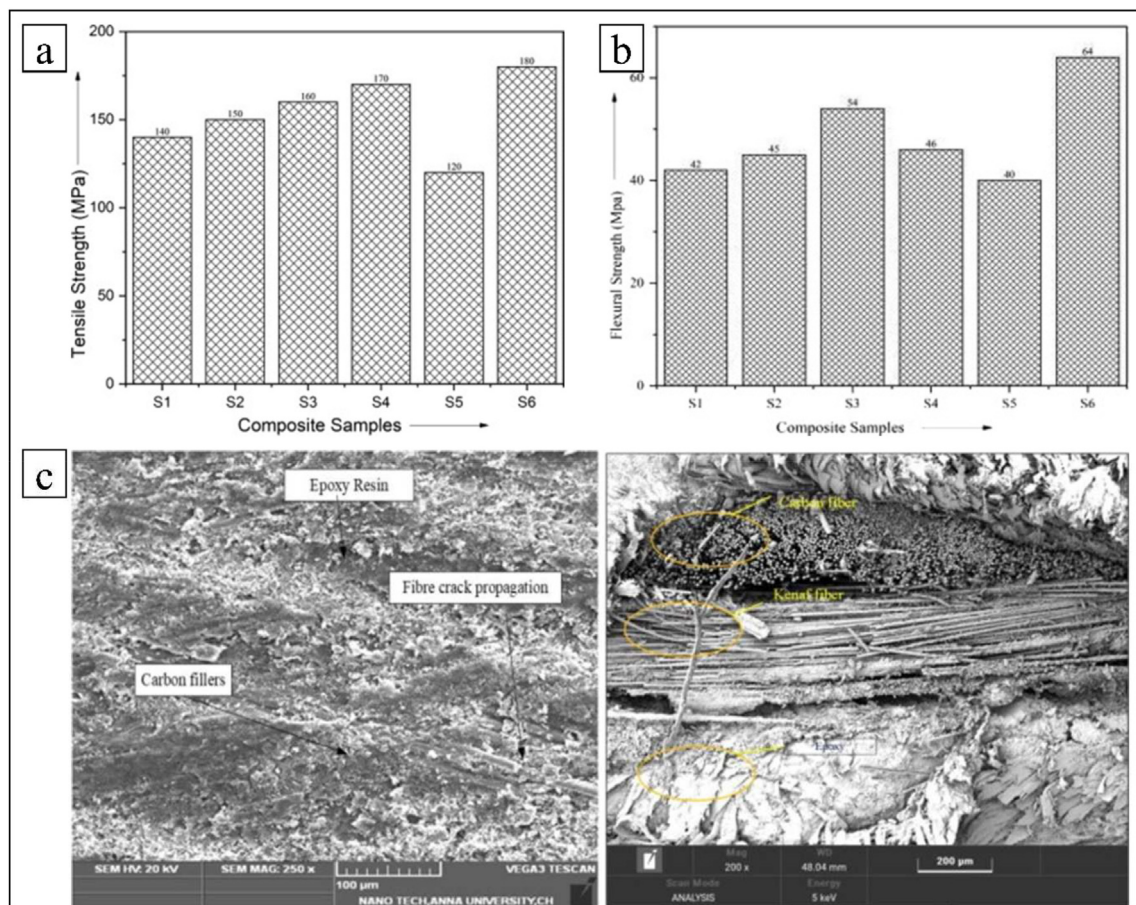 a
200
150
100
50
0
Tensile Strength (MPa)
140
150
160
170
120
180
S1 S2 S3 S4 S5 S6
Composite Samples
b
60
40
20
0
Flexural Strength (Mpa)
42
45
54
46
40
64
S1 S2 S3 S4 S5 S6
Composite Samples
c
Epoxy Resin
Fibre crack propagation
Carbon fillers
SEM HV: 20 kV SEM MAG: 250 x VEGA3 TESCAN
100 µm
NANO TECH,ANNA UNIVERSITY,CH
Carbon fiber
Kenaf fiber
Epoxy
Mag WD
200 x 48.04 mm 200 µm
Scan Mode Energy
ANALYSIS 5 keV